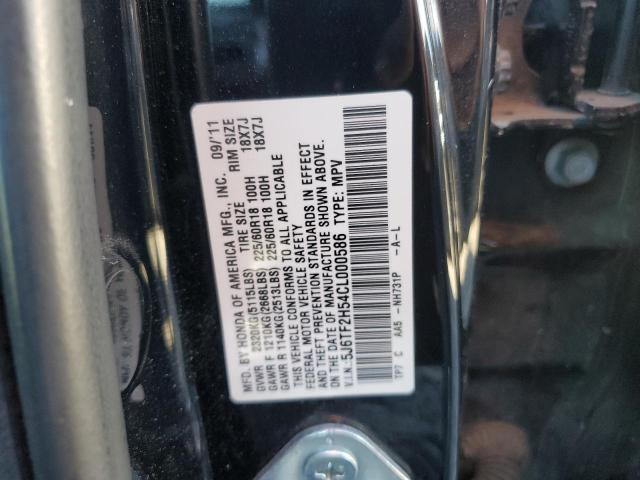 MFD. BY HONDA OF AMERICA MFG., INC. 09/'11
TIRE SIZE RIM SIZE
GVWR 2320KG(5115LBS)
GAWR F 1210KG(2668LBS) 225/60R18 100H 18X7J
GAWR R 1140KG(2513LBS) 225/60R18 100H 18X7J
THIS VEHICLE CONFORMS TO ALL APPLICABLE
FEDERAL MOTOR VEHICLE SAFETY
AND THEFT PREVENTION STANDARDS IN EFFECT
ON THE DATE OF MANUFACTURE SHOWN ABOVE.
V.I.N.:5J6TF2H54CL000586 TYPE: MPV
TP7 C AA5 -NH731P -A-L